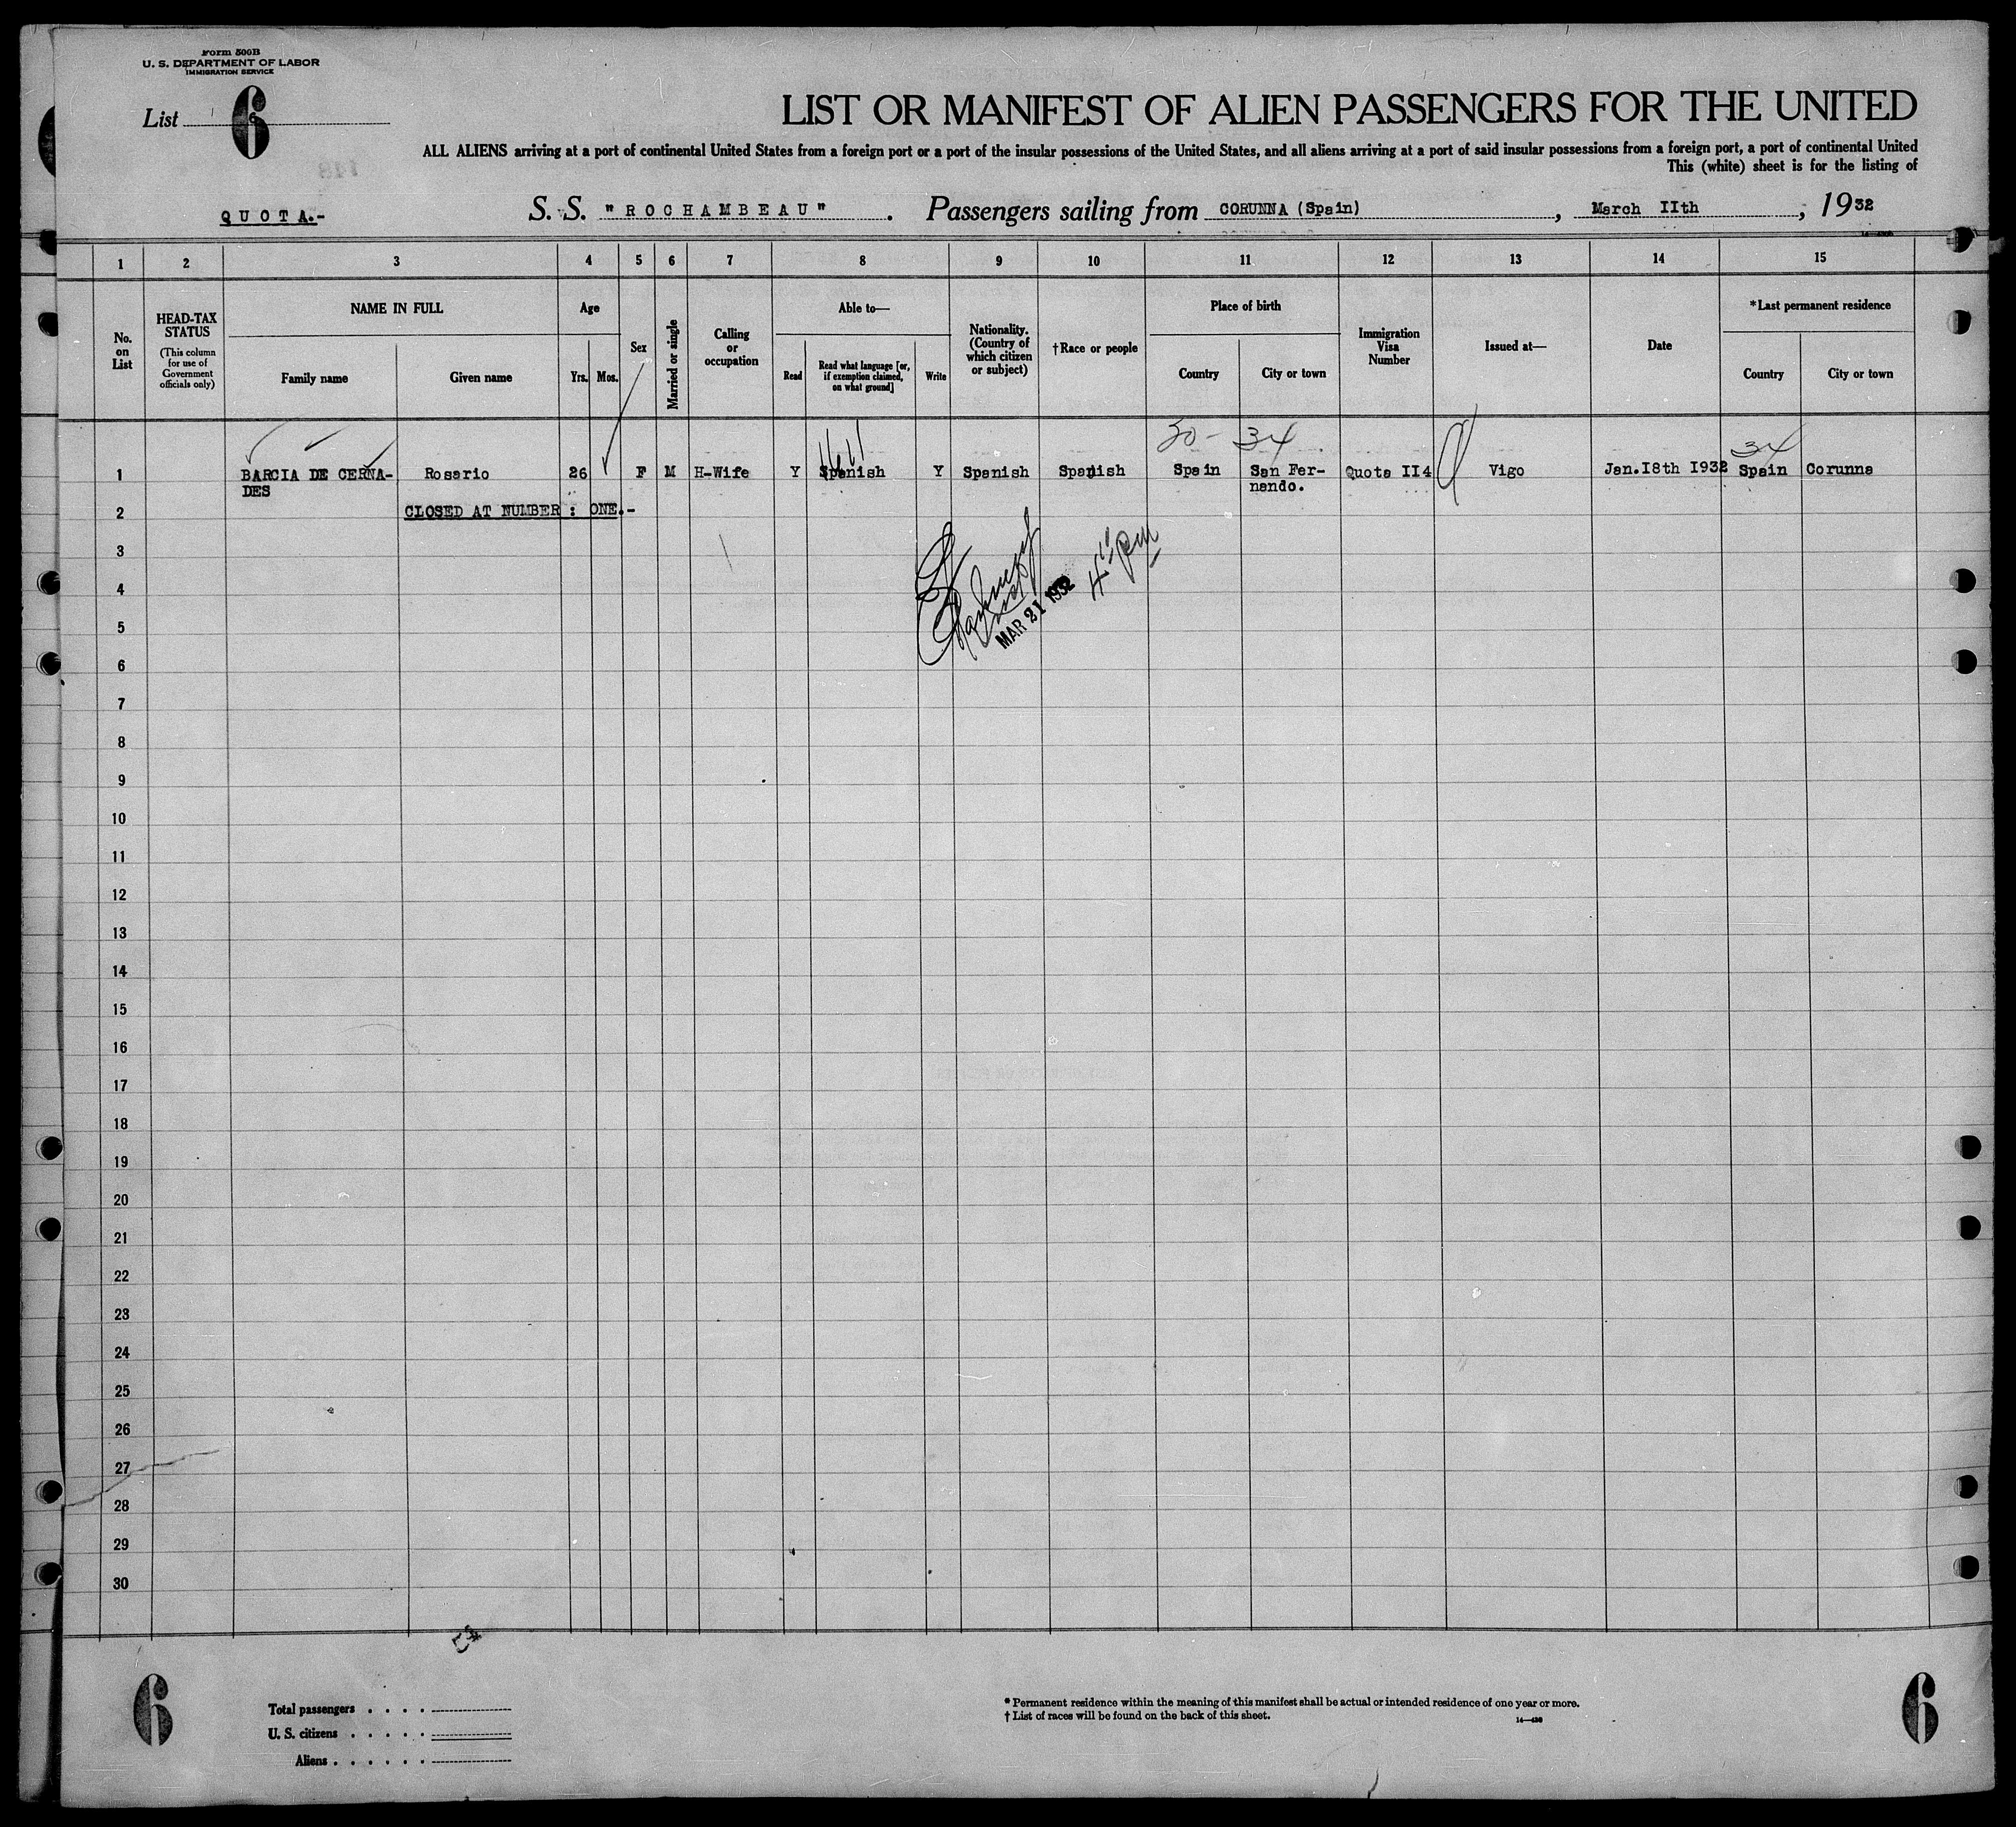 Form 500B
U. S. DEPARTMENT OF LABOR
IMMIGRATION SERVICE
List 6
LIST OR MANIFEST OF ALIEN PASSENGERS FOR THE UNITED
ALL ALIENS arriving at a port of continental United States from a foreign port or a port of the insular possessions of the United States, and all aliens arriving at a port of said insular possessions from a foreign port, a port of continental United
This (white) sheet is for the listing of
QUOTA.- S. S. "ROCHAMBEAU" . Passengers sailing from CORUNNA (Spain) , March IIth , 1932
1 2 3 4 5 6 7 8 9 10 11 12 13 14 15
No. on List
HEAD-TAX STATUS
(This column for use of Government officials only)
NAME IN FULL
Family name Given name
Age
Yrs. Mos.
Sex
Married or single
Calling or occupation
Able to—
Read
Read what language [or, if exemption claimed, on what ground]
Write
Nationality. (Country of which citizen or subject)
†Race or people
Place of birth
Country City or town
Immigration Visa Number
Issued at—
Date
*Last permanent residence
Country City or town
30 - 34 34
1 BARCIA DE CERNA- Rosario 26 F M H-Wife Y Spanish Y Spanish Spanish Spain San Fer- Quota II4 Vigo Jan.I8th I932 Spain Corunna
DES nando.
2 CLOSED AT NUMBER : ONE.-
3
4
MAR 21 1932
4 pm
5
6
7
8
9
10
11
12
13
14
15
16
17
18
19
20
21
22
23
24
25
26
27
28
29
30
6
Total passengers . . . .
U. S. citizens . . . . .
Aliens . . . . . .
* Permanent residence within the meaning of this manifest shall be actual or intended residence of one year or more.
† List of races will be found on the back of this sheet.
6